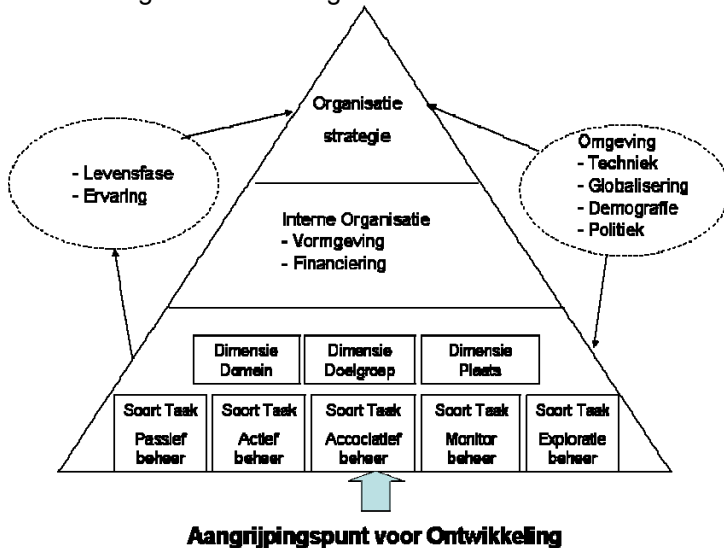 Organisatie
strategie
- Levensfase
- Ervaring
Omgeving
- Techniek
- Globalisering
- Demografie
- Politiek
Interne Organisatie
- Vormgeving
- Financiering
Dimensie
Domein
Dimensie
Doelgroep
Dimensie
Plaats
Soort Taak
Passief
beheer
Soort Taak
Actief
beheer
Soort Taak
Accociatief
beheer
Soort Taak
Monitor
beheer
Soort Taak
Exploratie
beheer
Aangrijpingspunt voor Ontwikkeling